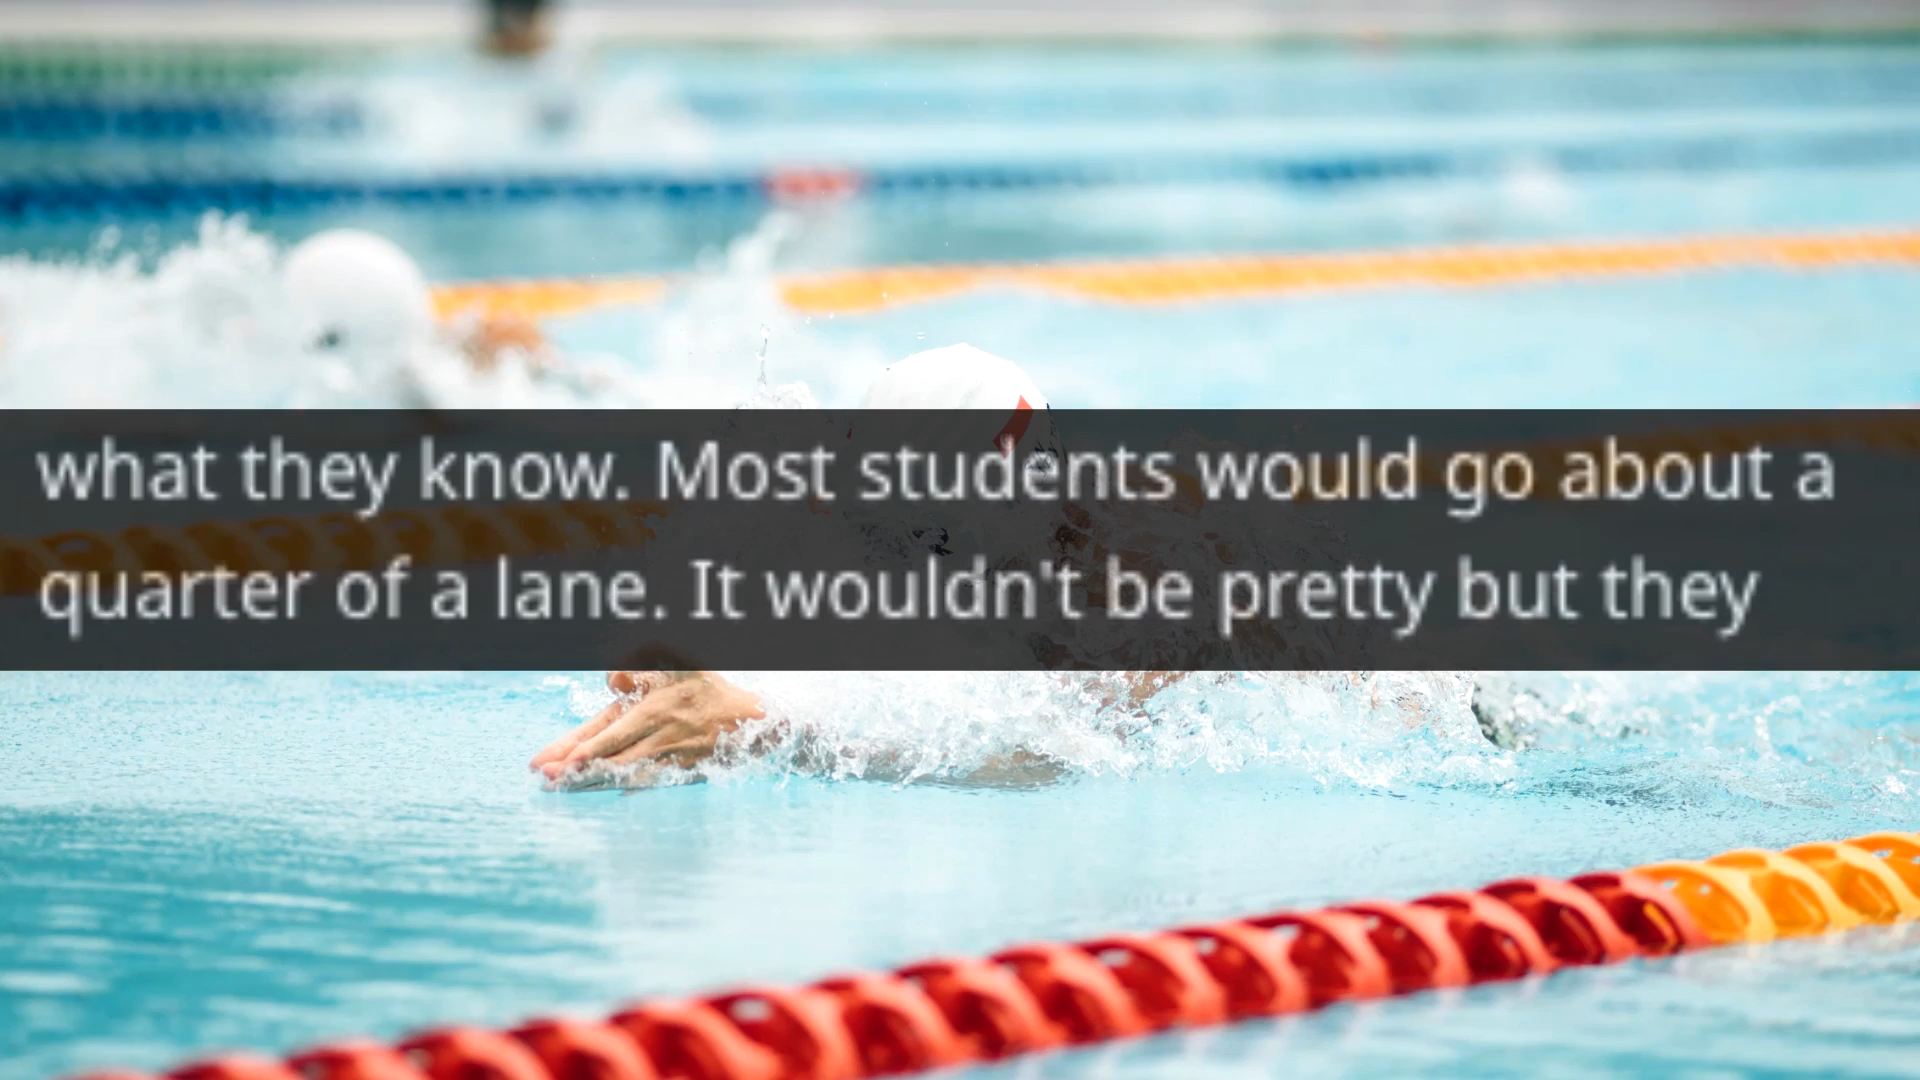 what they know. Most students would go about a
quarter of a lane. It wouldn't be pretty but they